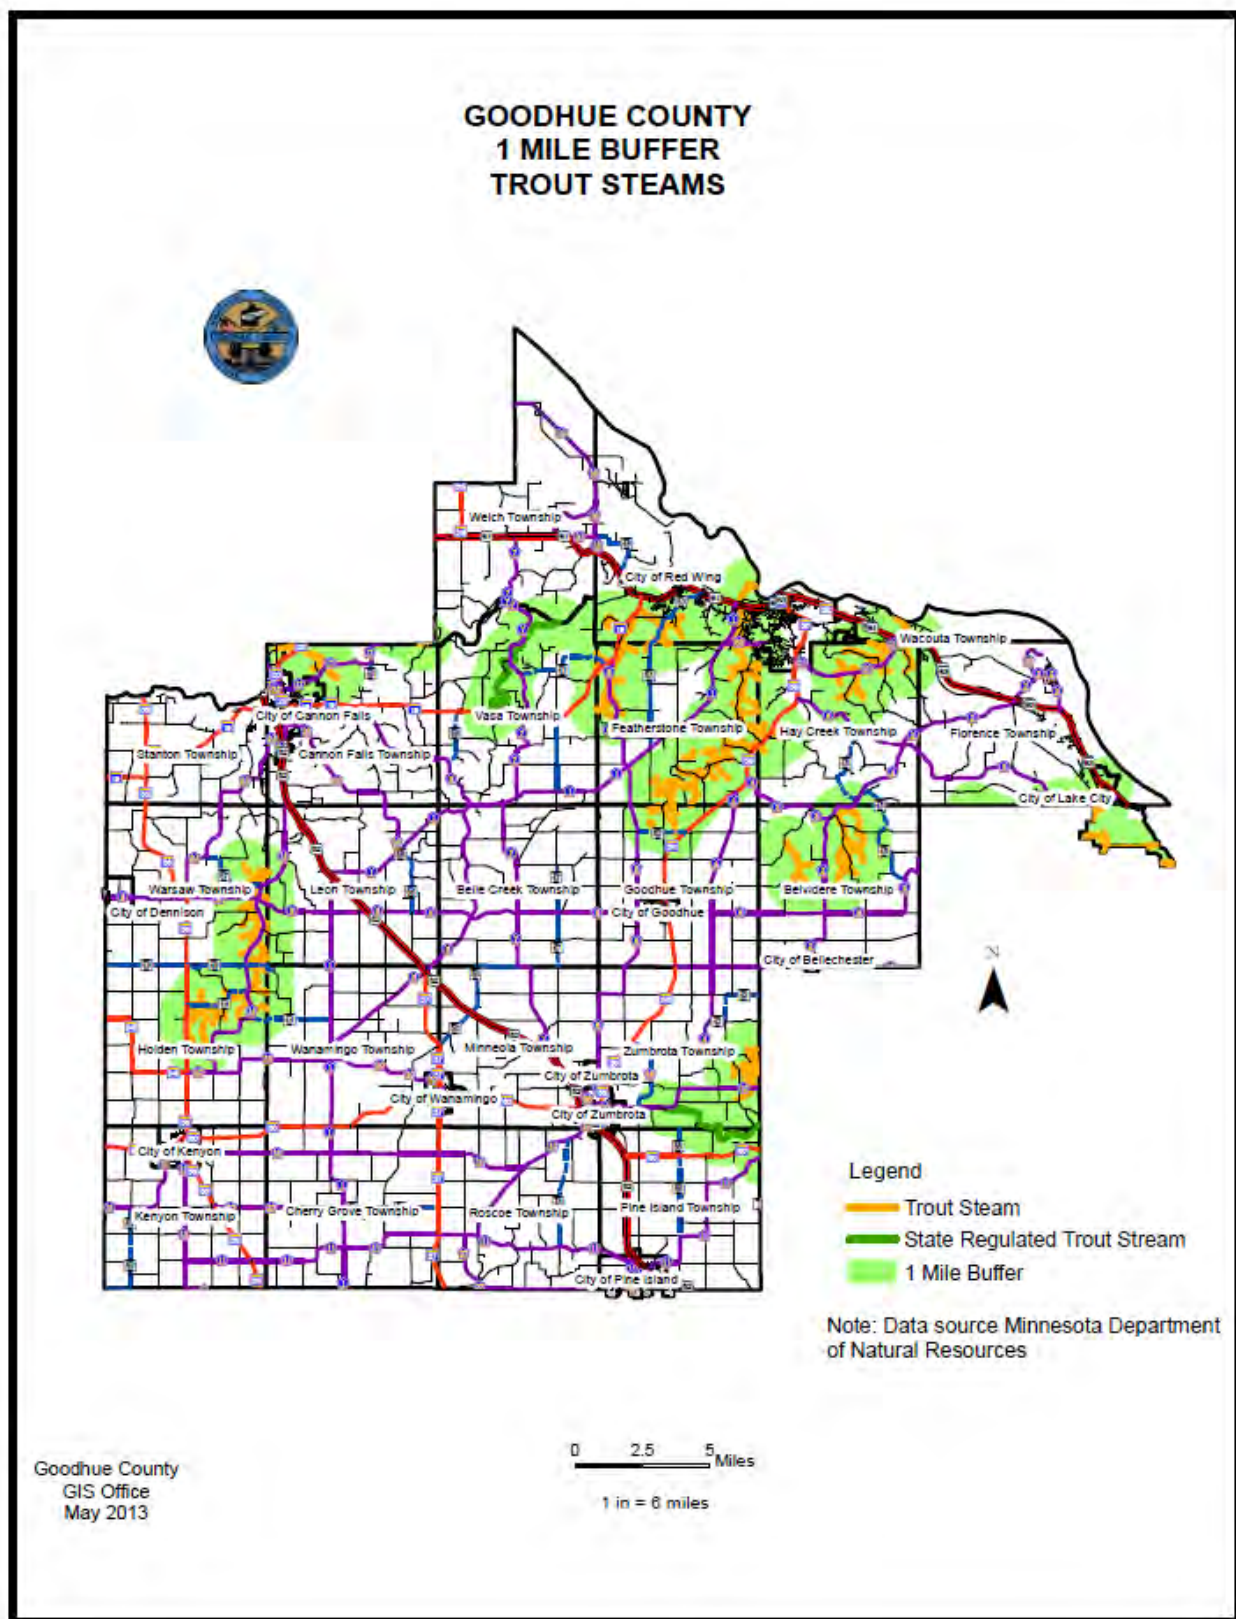 GOODHUE COUNTY
1 MILE BUFFER
TROUT STEAMS
Welch Township
City of Red Wing
Wacouta Township
City of Cannon Falls
Vasa Township
Featherstone Township
Hay Creek Township
Florence Township
Stanton Township
Cannon Falls Township
City of Lake City
Warsaw Township
Leon Township
Belle Creek Township
Goodhue Township
Belvidere Township
City of Dennison
City of Goodhue
City of Bellechester
N
Holden Township
Wanamingo Township
Minneola Township
Zumbrota Township
City of Zumbrota
City of Wanamingo
City of Zumbrota
City of Kenyon
Kenyon Township
Cherry Grove Township
Roscoe Township
Pine Island Township
City of Pine Island
Legend
Trout Steam
State Regulated Trout Stream
1 Mile Buffer
Note: Data source Minnesota Department
of Natural Resources
0 2.5 5
Miles
1 in = 6 miles
Goodhue County
GIS Office
May 2013